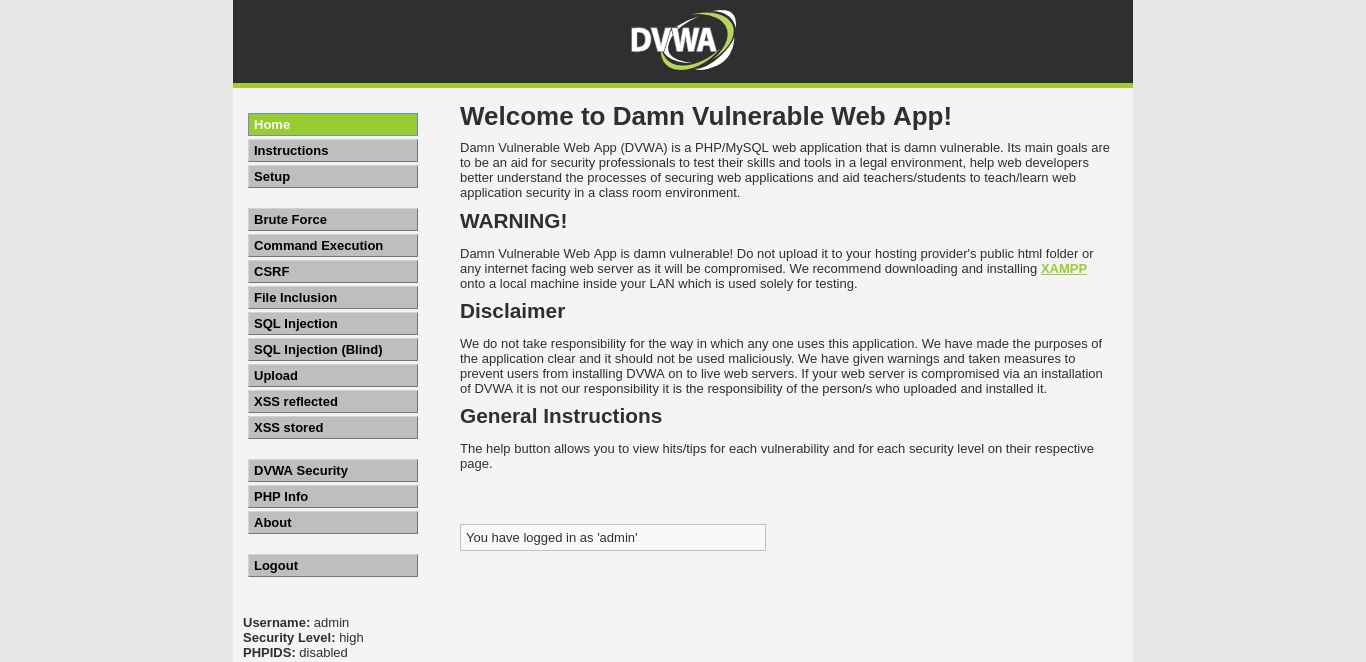 DVWA
Home
Instructions
Setup
Brute Force
Command Execution
CSRF
File Inclusion
SQL Injection
SQL Injection (Blind)
Upload
XSS reflected
XSS stored
DVWA Security
PHP Info
About
Logout
Username: admin
Security Level: high
PHPIDS: disabled
Welcome to Damn Vulnerable Web App!
Damn Vulnerable Web App (DVWA) is a PHP/MySQL web application that is damn vulnerable. Its main goals are
to be an aid for security professionals to test their skills and tools in a legal environment, help web developers
better understand the processes of securing web applications and aid teachers/students to teach/learn web
application security in a class room environment.
WARNING!
Damn Vulnerable Web App is damn vulnerable! Do not upload it to your hosting provider's public html folder or
any internet facing web server as it will be compromised. We recommend downloading and installing XAMPP
onto a local machine inside your LAN which is used solely for testing.
Disclaimer
We do not take responsibility for the way in which any one uses this application. We have made the purposes of
the application clear and it should not be used maliciously. We have given warnings and taken measures to
prevent users from installing DVWA on to live web servers. If your web server is compromised via an installation
of DVWA it is not our responsibility it is the responsibility of the person/s who uploaded and installed it.
General Instructions
The help button allows you to view hits/tips for each vulnerability and for each security level on their respective
page.
You have logged in as 'admin'